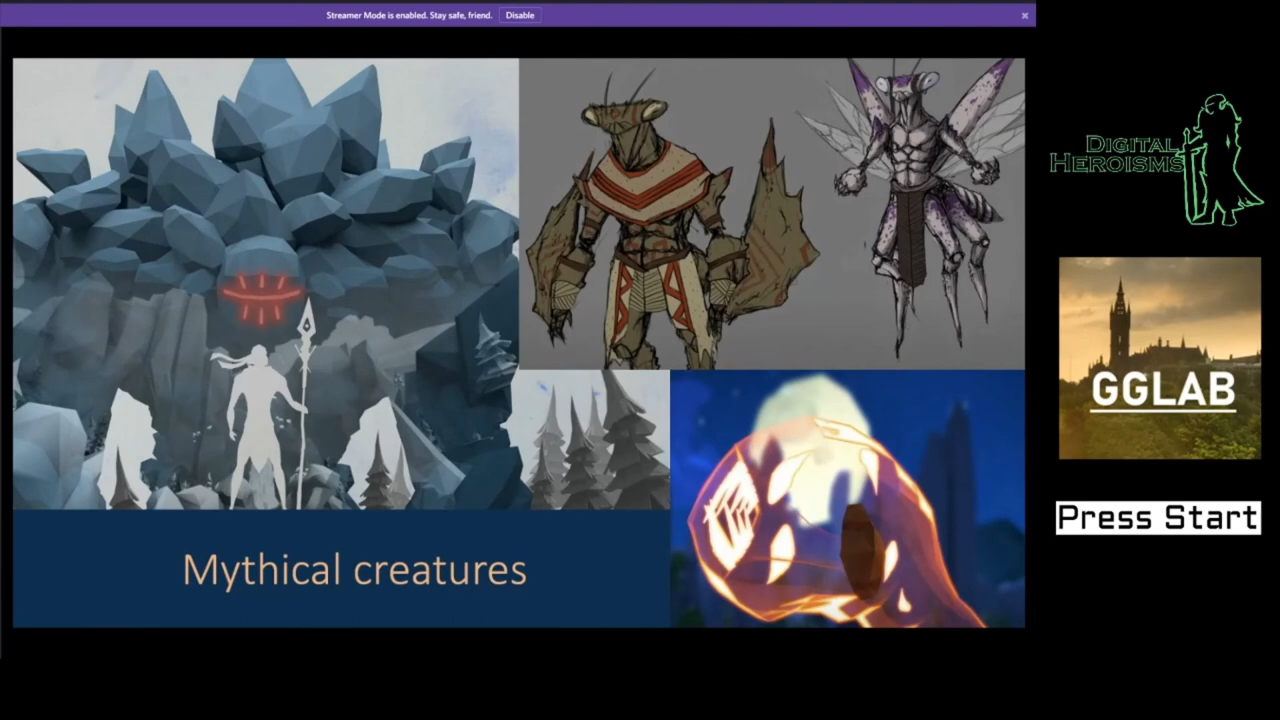 Streamer Mode is enabled. Stay safe, friend. Disable
Mythical creatures
DIGITAL
HEROISMS
GGLAB
Press Start